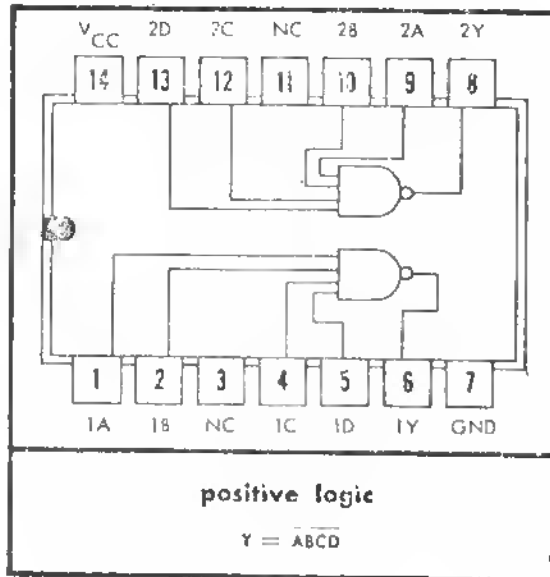 VCC 2D 2C NC 2B 2A 2Y
14 13 12 11 10 9 8
1 2 3 4 5 6 7
1A 1B NC 1C 1D 1Y GND
positive logic
Y = A̅B̅C̅D̅